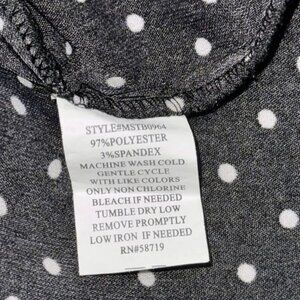 STYLE#MSTB0964
97%POLYESTER
3%SPANDEX
MACHINE WASH COLD
GENTLE CYCLE
WITH LIKE COLORS
ONLY NON CHLORINE
BLEACH IF NEEDED
TUMBLE DRY LOW
REMOVE PROMPTLY
LOW IRON IF NEEDED
RN#58719